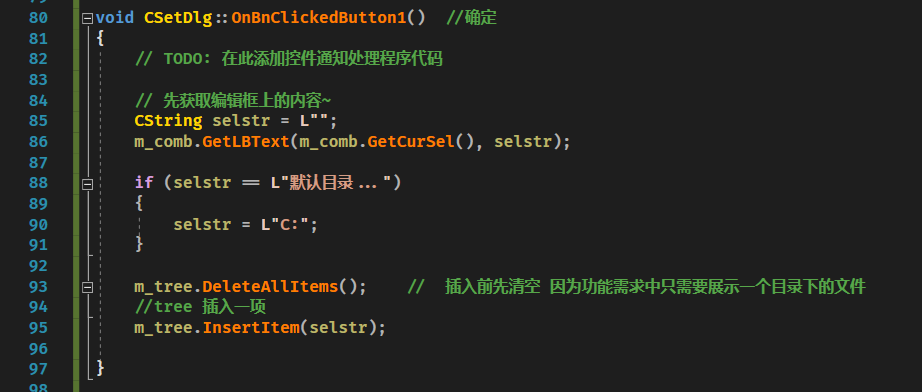 80 void CSetDlg::OnBnClickedButton1()  //确定
81 {
82     // TODO: 在此添加控件通知处理程序代码
83
84     // 先获取编辑框上的内容~
85     CString selstr = L"";
86     m_comb.GetLBText(m_comb.GetCurSel(), selstr);
87
88     if (selstr == L"默认目录...")
89     {
90         selstr = L"C:";
91     }
92
93     m_tree.DeleteAllItems();    //  插入前先清空 因为功能需求中只需要展示一个目录下的文件
94     //tree 插入一项
95     m_tree.InsertItem(selstr);
96
97 }
98